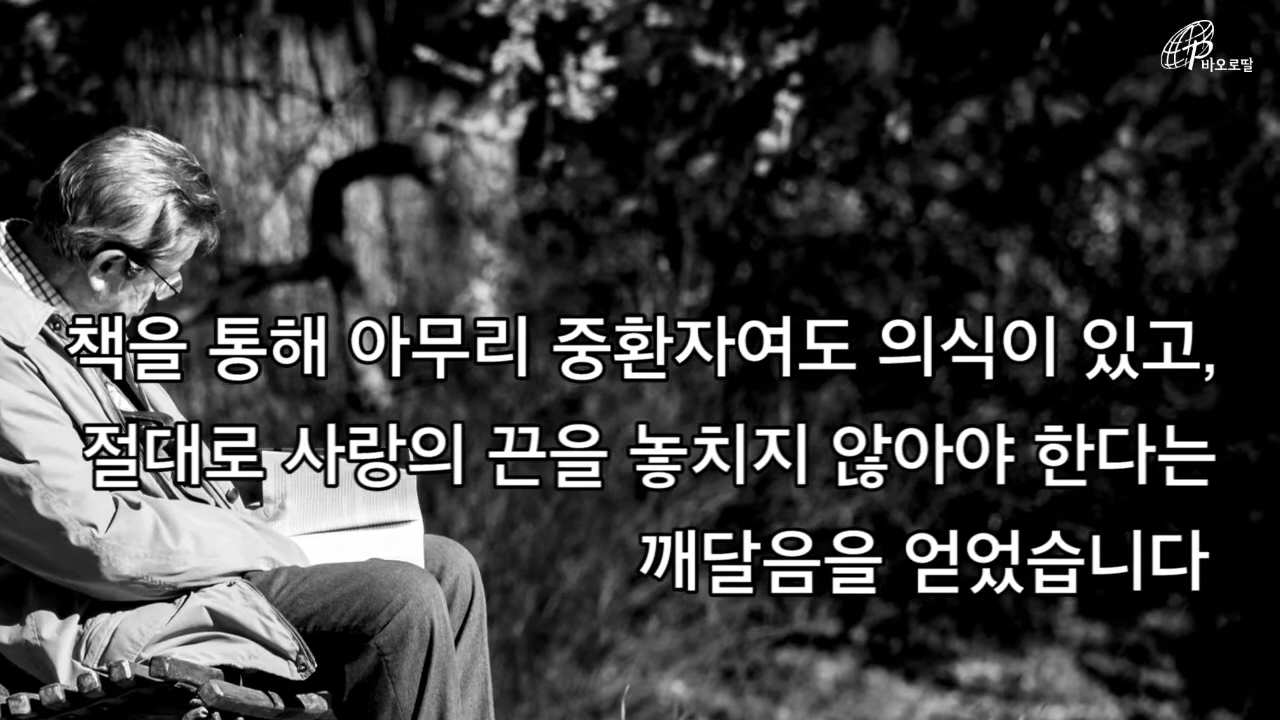 바오로딸
책을 통해 아무리 중환자여도 의식이 있고,
절대로 사랑의 끈을 놓치지 않아야 한다는
깨달음을 얻었습니다